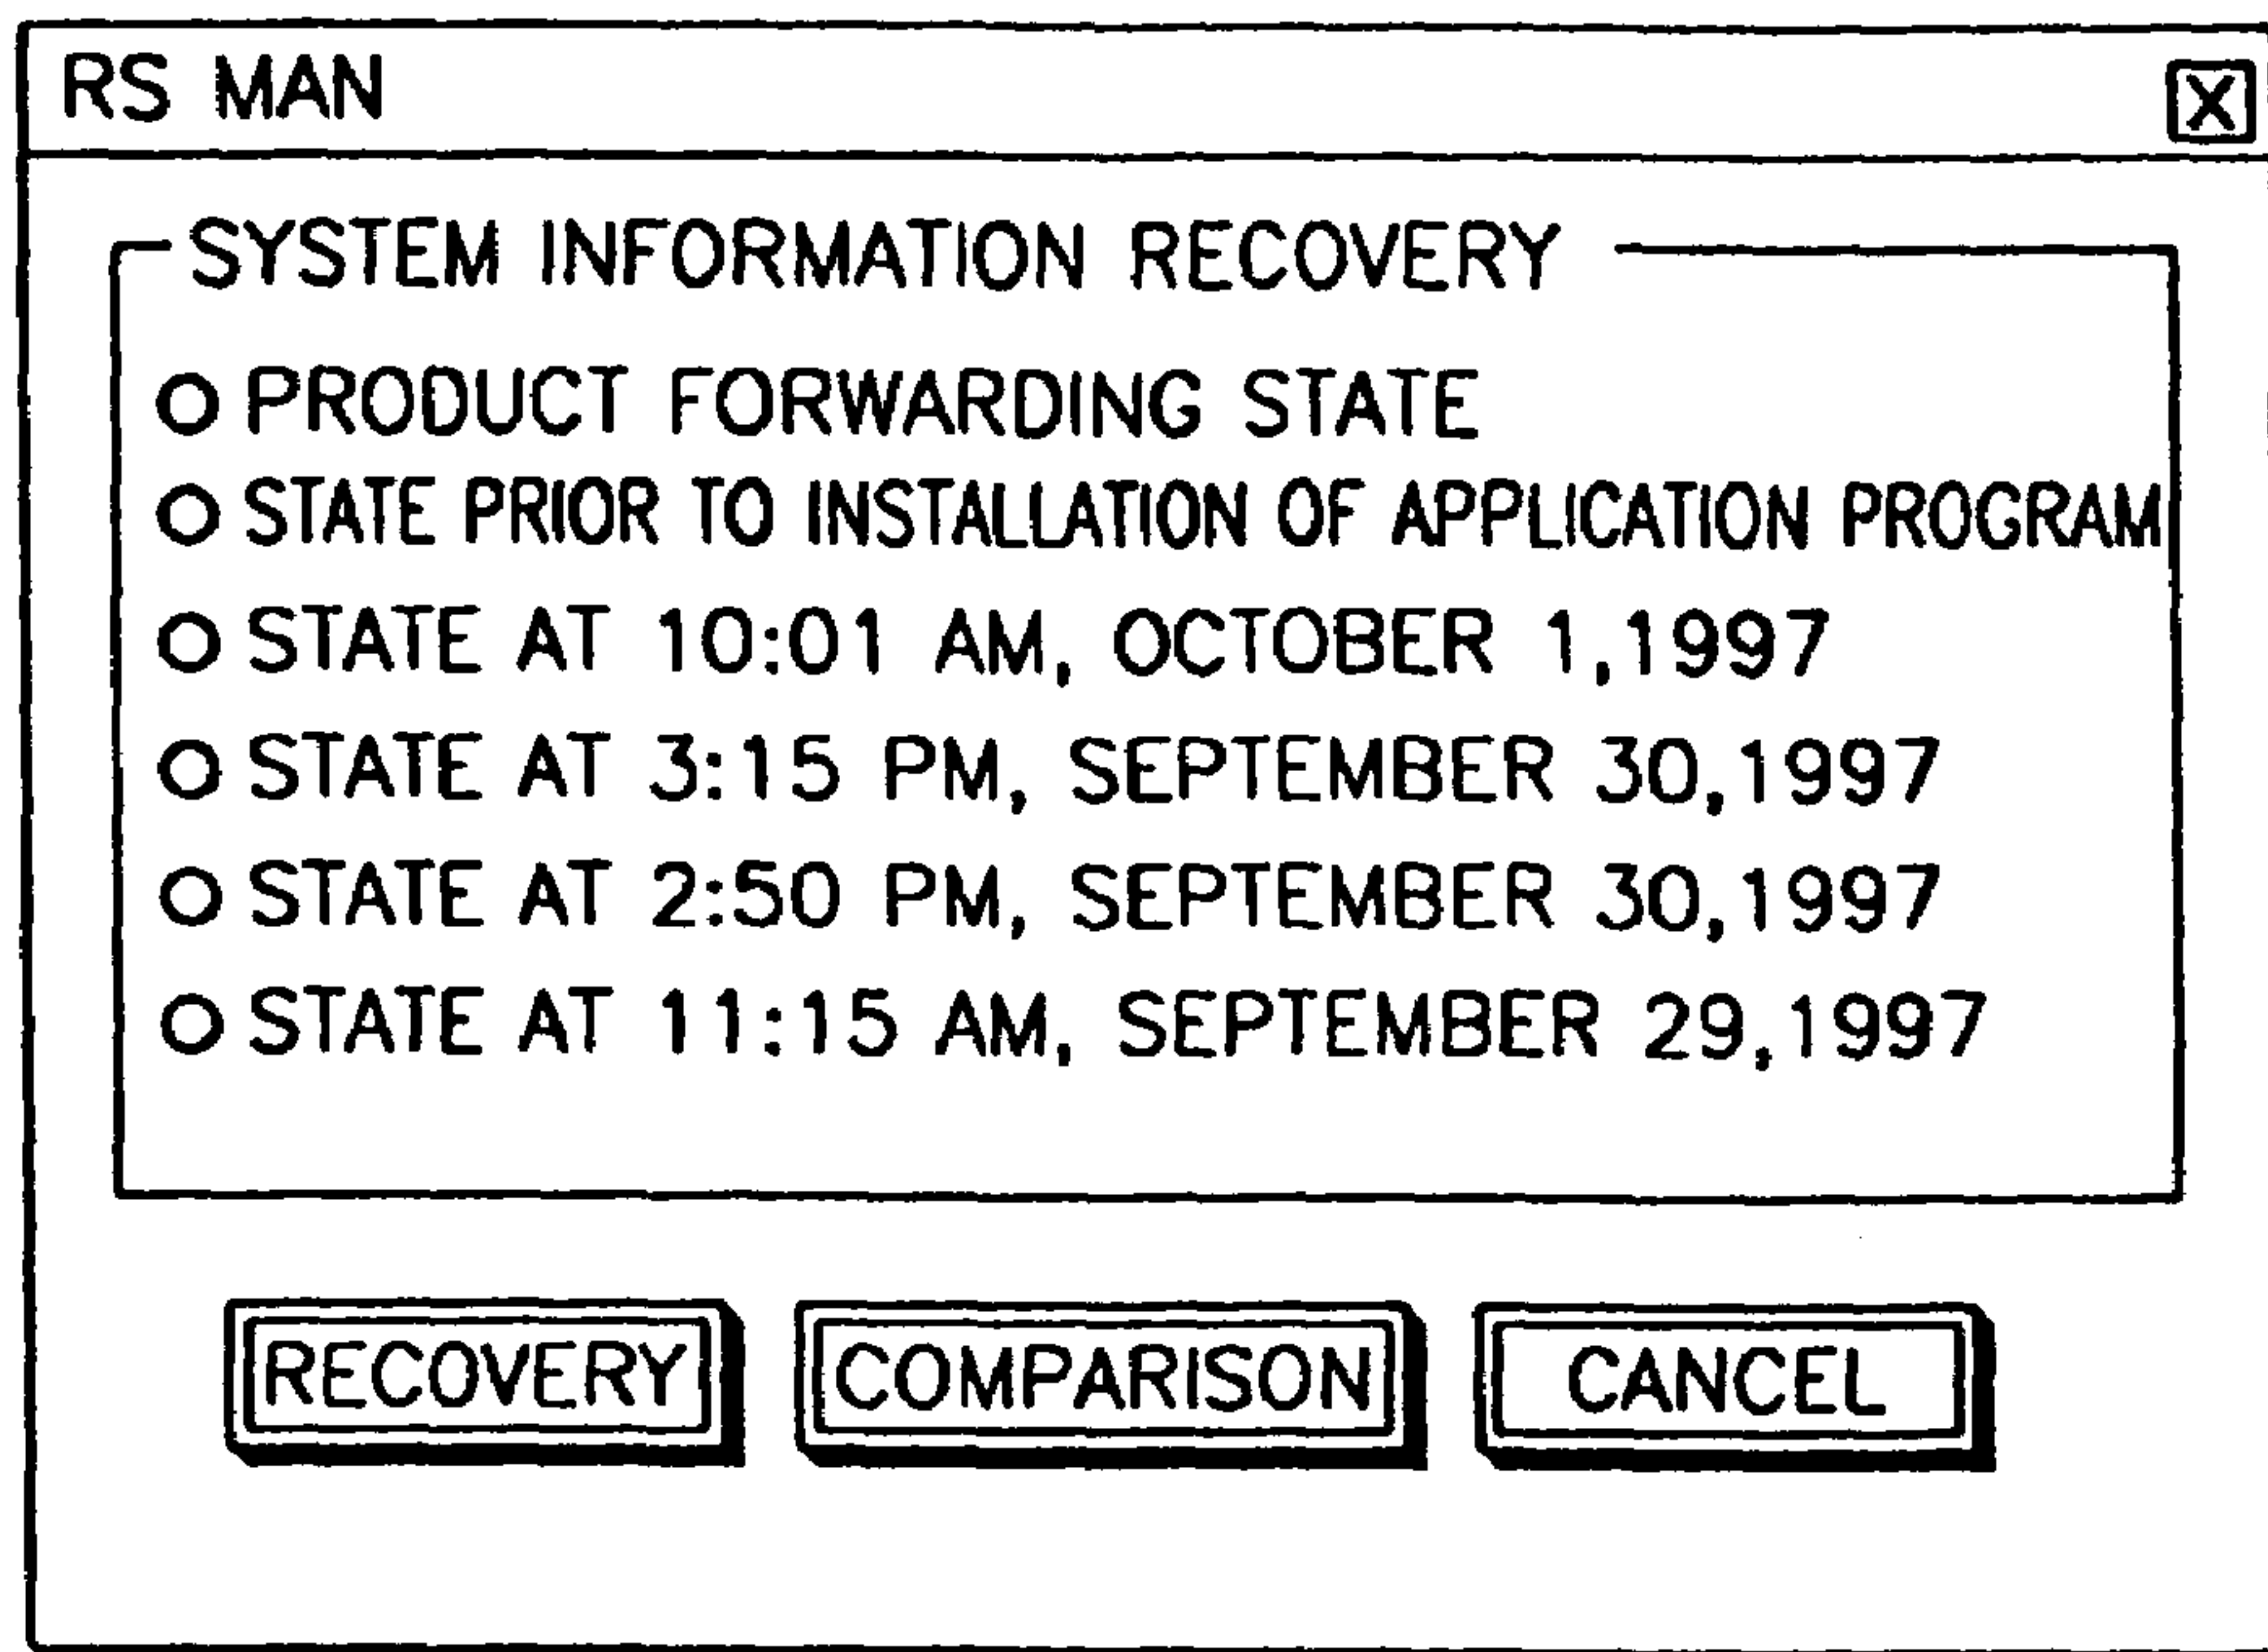 RS MAN X
SYSTEM INFORMATION RECOVERY
PRODUCT FORWARDING STATE
STATE PRIOR TO INSTALLATION OF APPLICATION PROGRAM
STATE AT 10:01 AM, OCTOBER 1,1997
STATE AT 3:15 PM, SEPTEMBER 30,1997
STATE AT 2:50 PM, SEPTEMBER 30,1997
STATE AT 11:15 AM, SEPTEMBER 29,1997
RECOVERY COMPARISON CANCEL